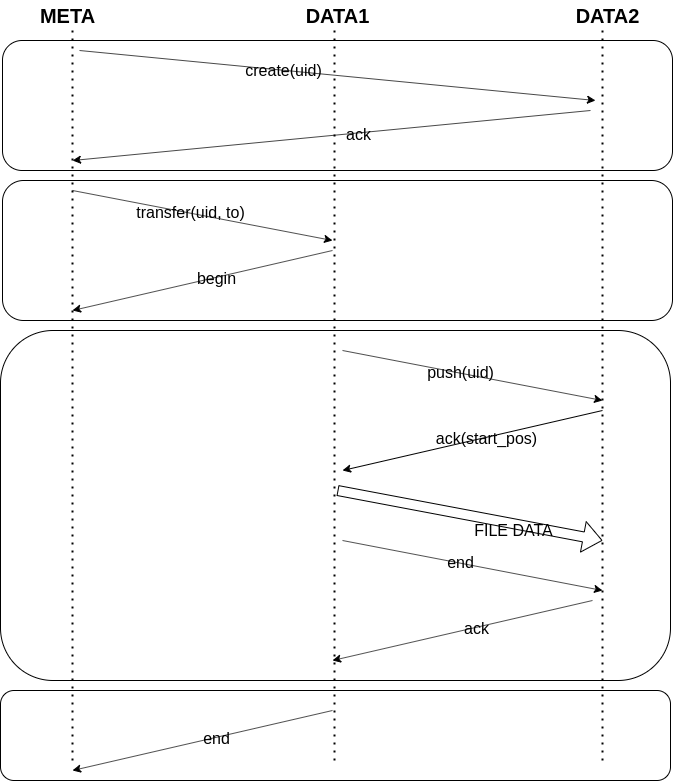 META DATA1 DATA2
create(uid)
ack
transfer(uid, to)
begin
push(uid)
ack(start_pos)
FILE DATA
end
ack
end